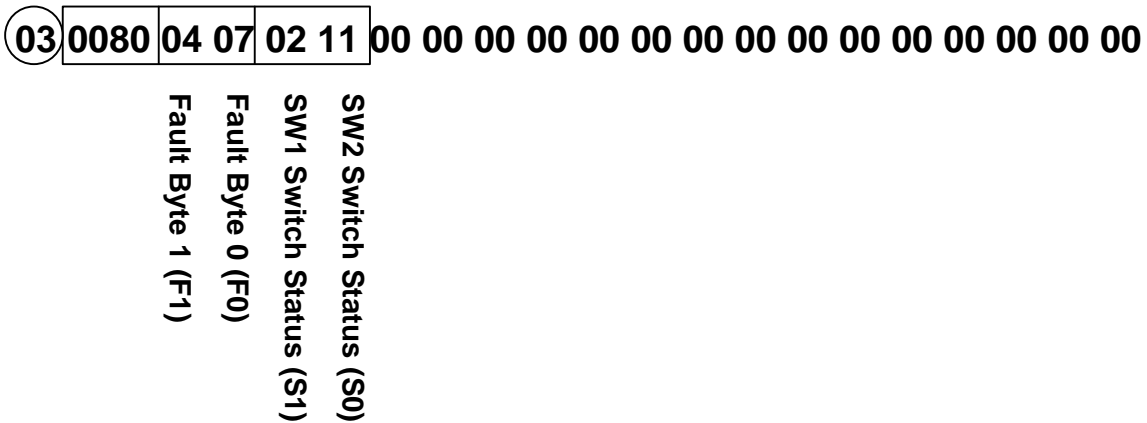 03 0080 04 07 02 11 00 00 00 00 00 00 00 00 00 00 00 00 00 00 00
Fault Byte 1 (F1)
Fault Byte 0 (F0)
SW1 Switch Status (S1)
SW2 Switch Status (S0)